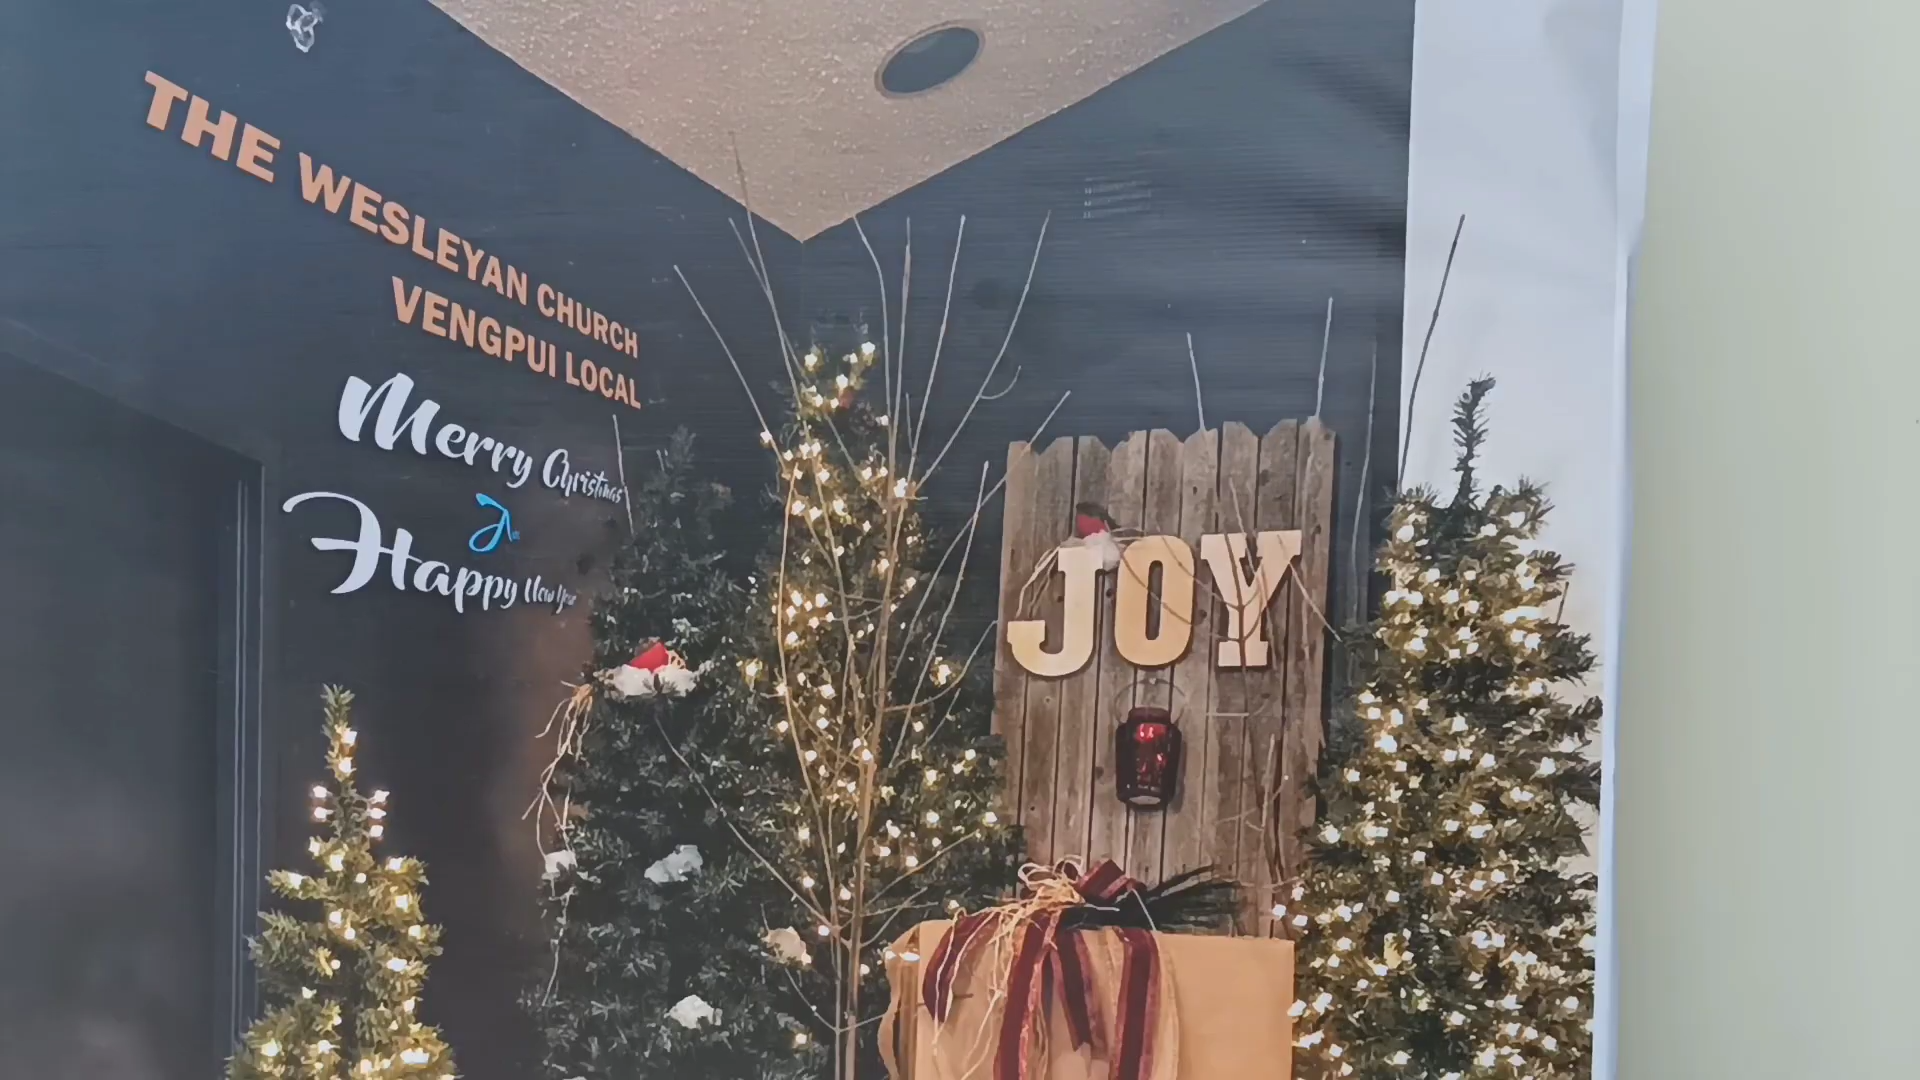 THE WESLEYAN CHURCH
VENGPUI LOCAL
Merry Christmas
Happy New Year
JOY